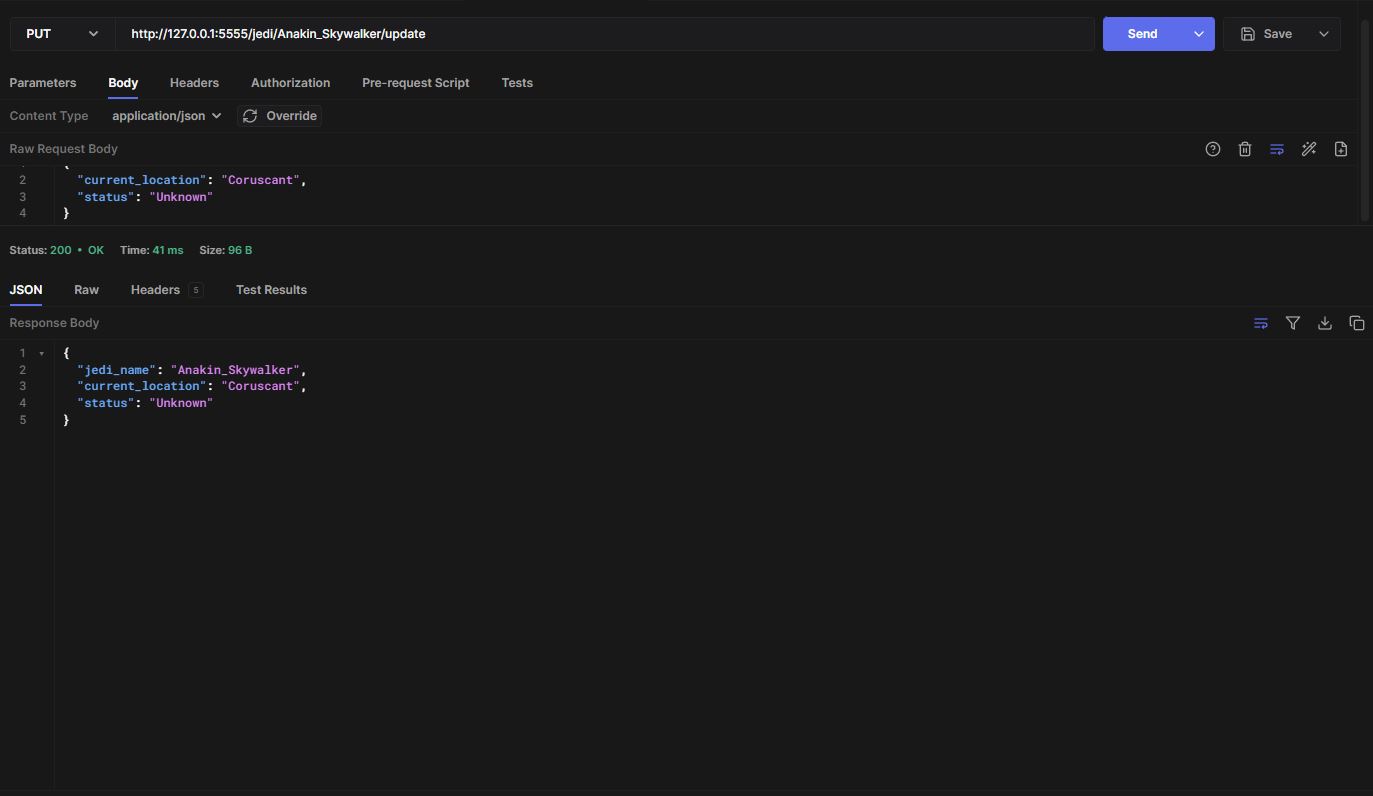 PUT http://127.0.0.1:5555/jedi/Anakin_Skywalker/update Send Save
Parameters Body Headers Authorization Pre-request Script Tests
Content Type application/json Override
Raw Request Body
2 "current_location": "Coruscant",
3 "status": "Unknown"
4 }
Status: 200 • OK Time: 41 ms Size: 96 B
JSON Raw Headers 5 Test Results
Response Body
1 {
2 "jedi_name": "Anakin_Skywalker",
3 "current_location": "Coruscant",
4 "status": "Unknown"
5 }